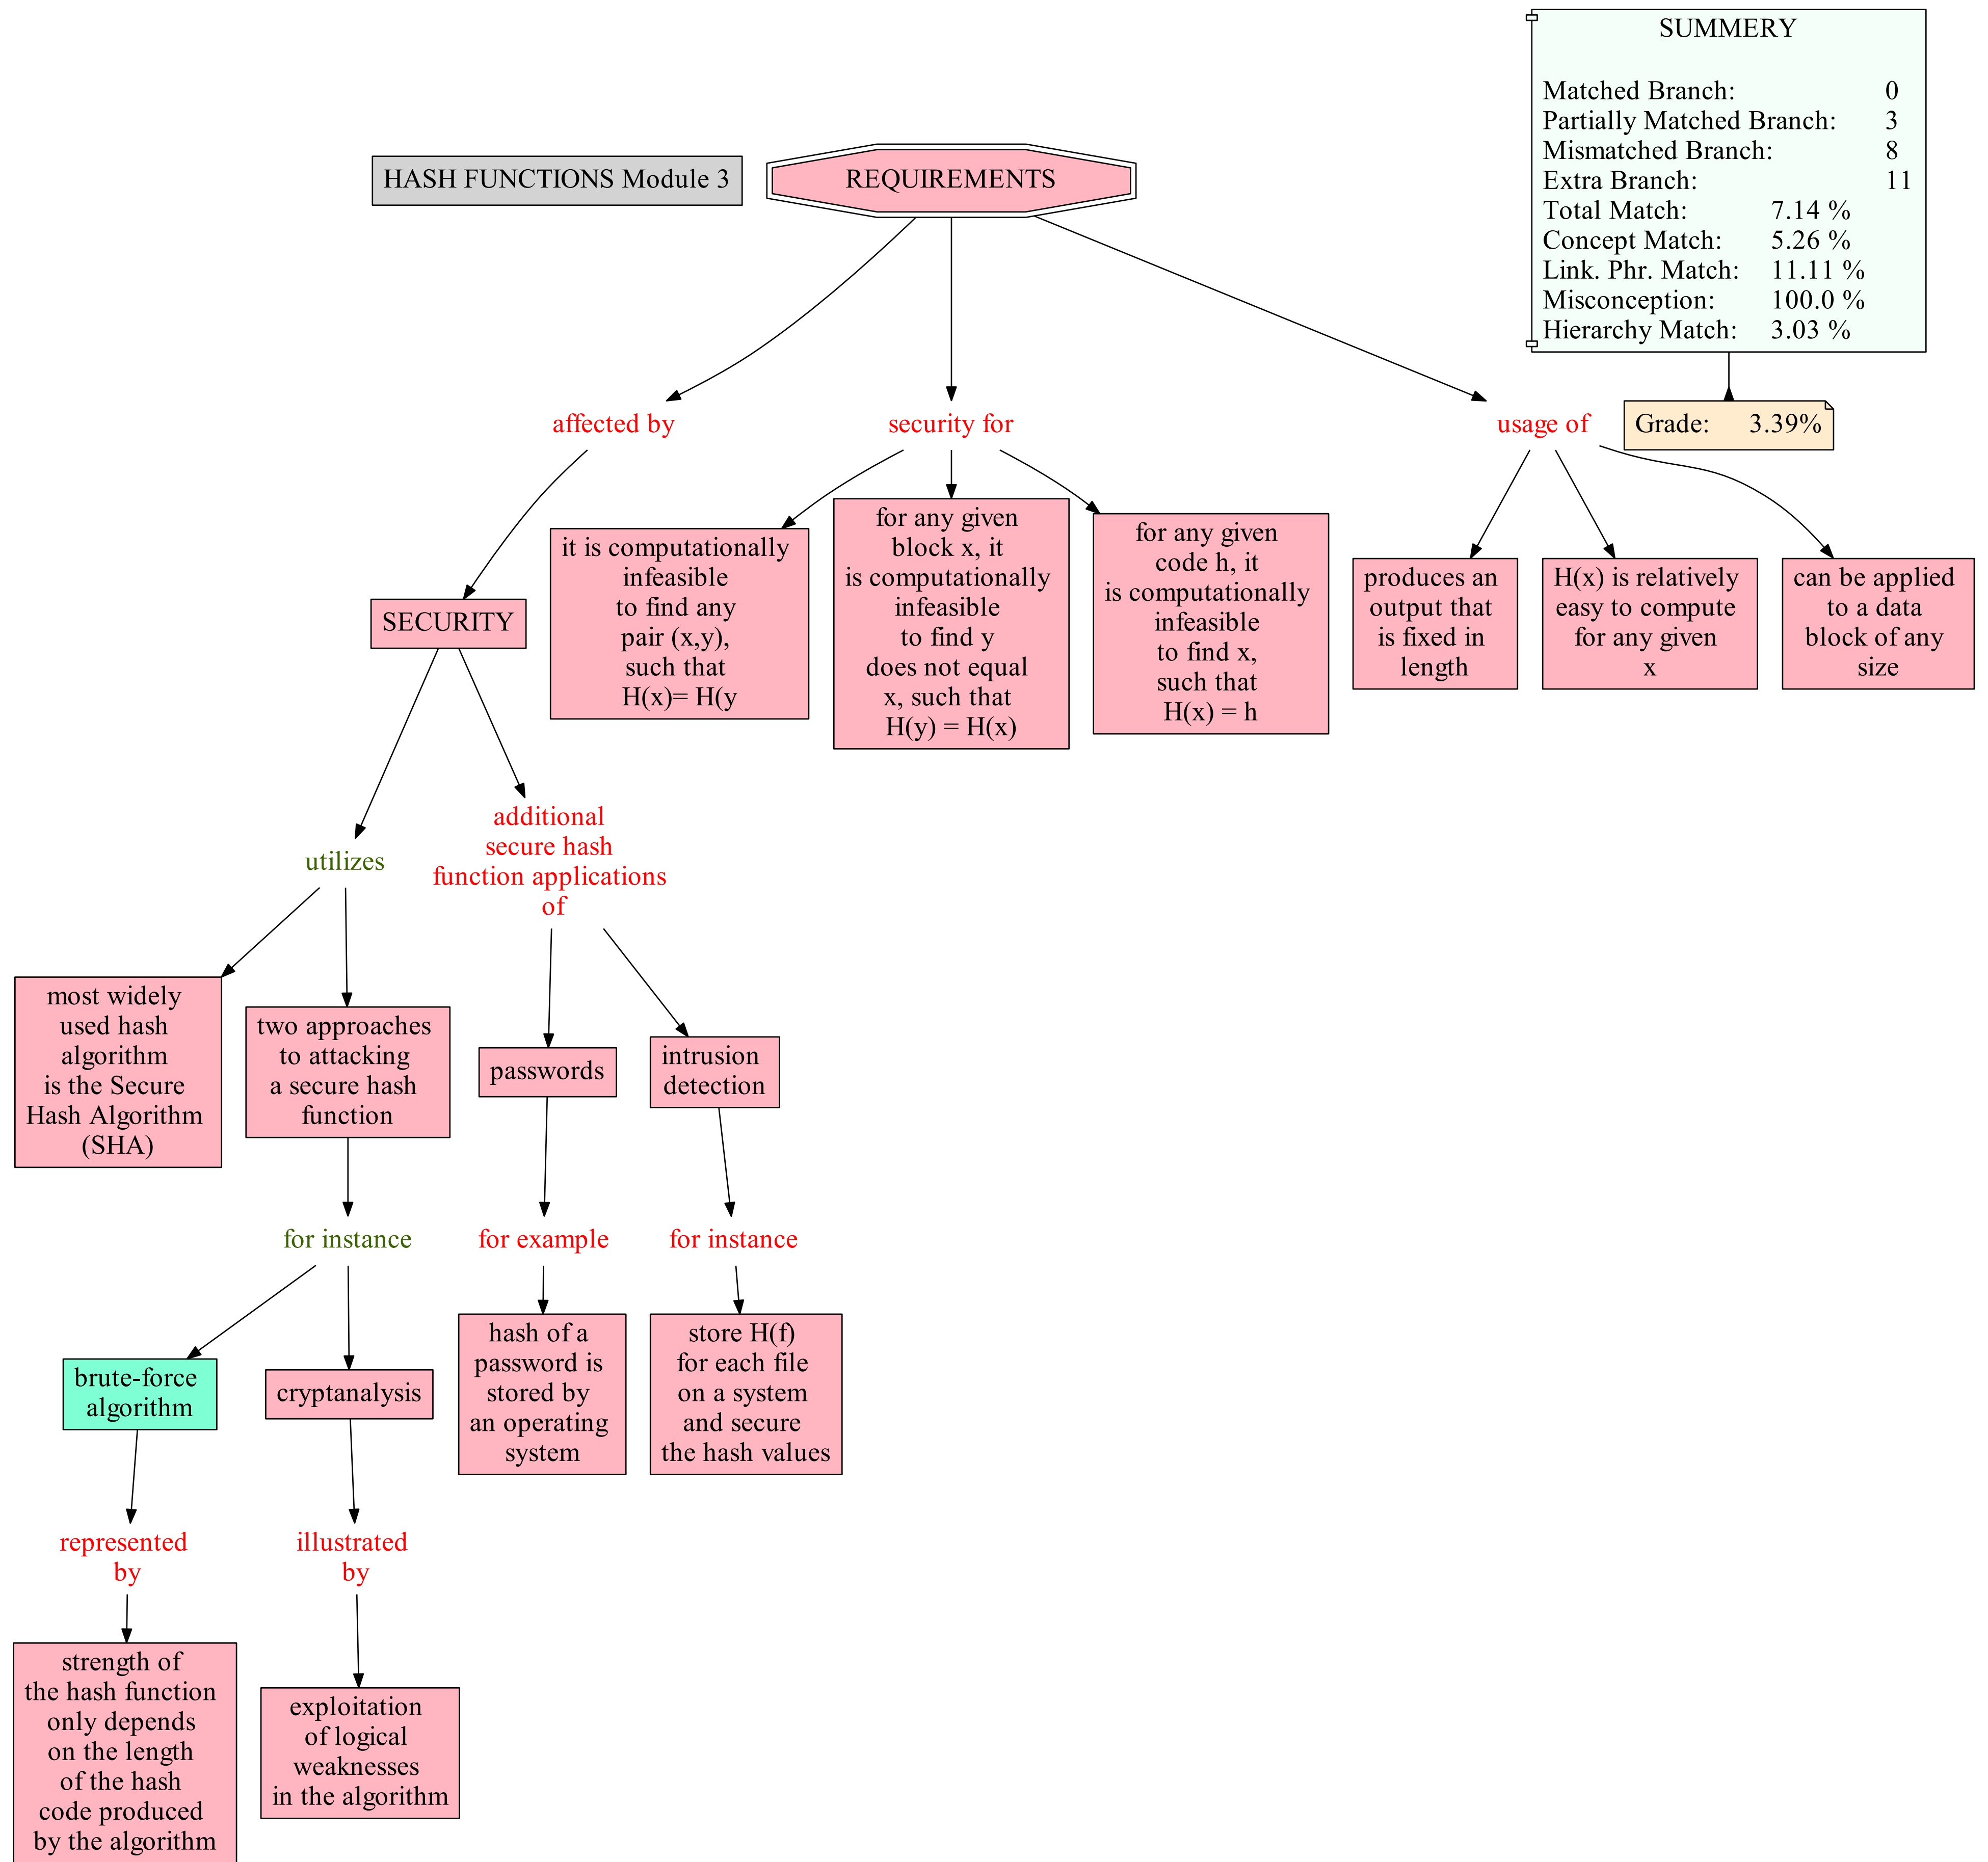 SUMMERY
Matched Branch: 0
Partially Matched Branch: 3
Mismatched Branch: 8
Extra Branch: 11
Total Match: 7.14 %
Concept Match: 5.26 %
Link. Phr. Match: 11.11 %
Misconception: 100.0 %
Hierarchy Match: 3.03 %
HASH FUNCTIONS Module 3
REQUIREMENTS
Grade: 3.39%
affected by
security for
usage of
SECURITY
it is computationally
infeasible
to find any
pair (x,y),
such that
H(x)= H(y
for any given
block x, it
is computationally
infeasible
to find y
does not equal
x, such that
H(y) = H(x)
for any given
code h, it
is computationally
infeasible
to find x,
such that
H(x) = h
produces an
output that
is fixed in
length
H(x) is relatively
easy to compute
for any given
x
can be applied
to a data
block of any
size
utilizes
additional
secure hash
function applications
of
most widely
used hash
algorithm
is the Secure
Hash Algorithm
(SHA)
two approaches
to attacking
a secure hash
function
passwords
intrusion
detection
for instance
for example
for instance
brute-force
algorithm
cryptanalysis
hash of a
password is
stored by
an operating
system
store H(f)
for each file
on a system
and secure
the hash values
represented
by
illustrated
by
strength of
the hash function
only depends
on the length
of the hash
code produced
by the algorithm
exploitation
of logical
weaknesses
in the algorithm